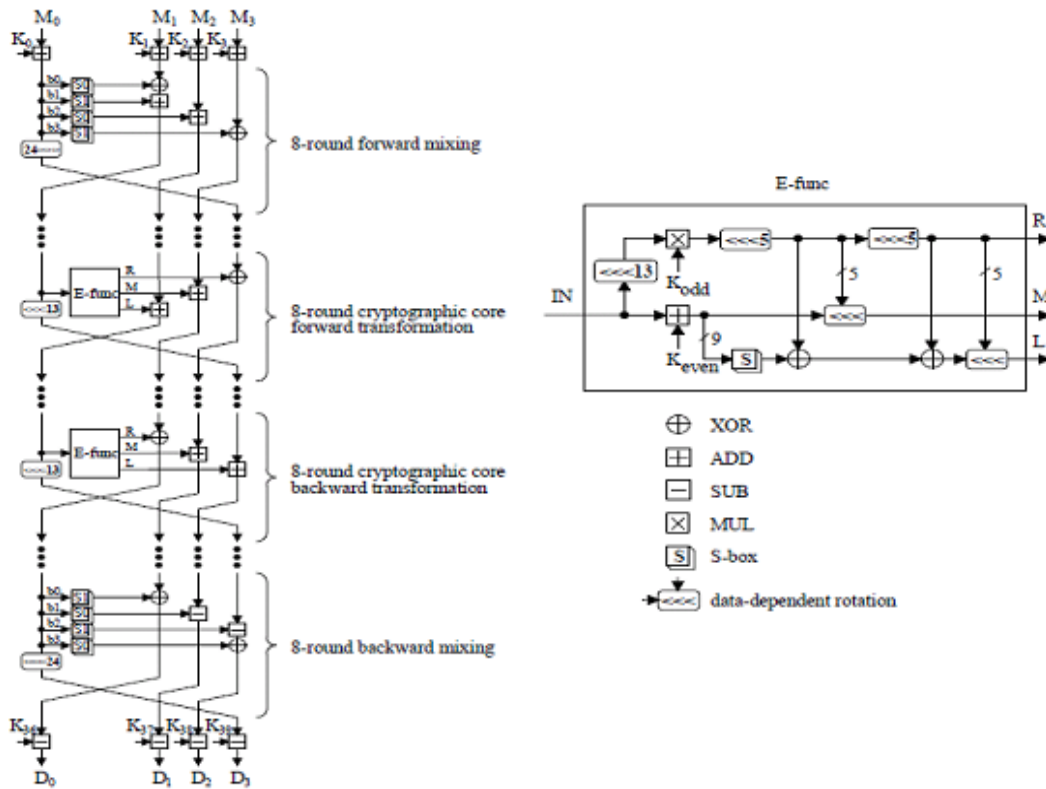 M0 M1 M2 M3
K0 K1 K2 K3
b0 S0
b1 S1
b2 S0
b3 S1
24
8-round forward mixing
E-func R
M
L
<<<13
8-round cryptographic core
forward transformation
E-func R
M
L
<<<13
8-round cryptographic core
backward transformation
b0 S1
b1 S0
b2 S1
b3 S0
24
8-round backward mixing
K36 K37 K38 K39
D0 D1 D2 D3
E-func
R
<<<5 <<<5
<<<13
5 5
Kodd
IN
M
<<<
9
L
Keven
S
<<<
XOR
ADD
SUB
MUL
S S-box
<<< data-dependent rotation